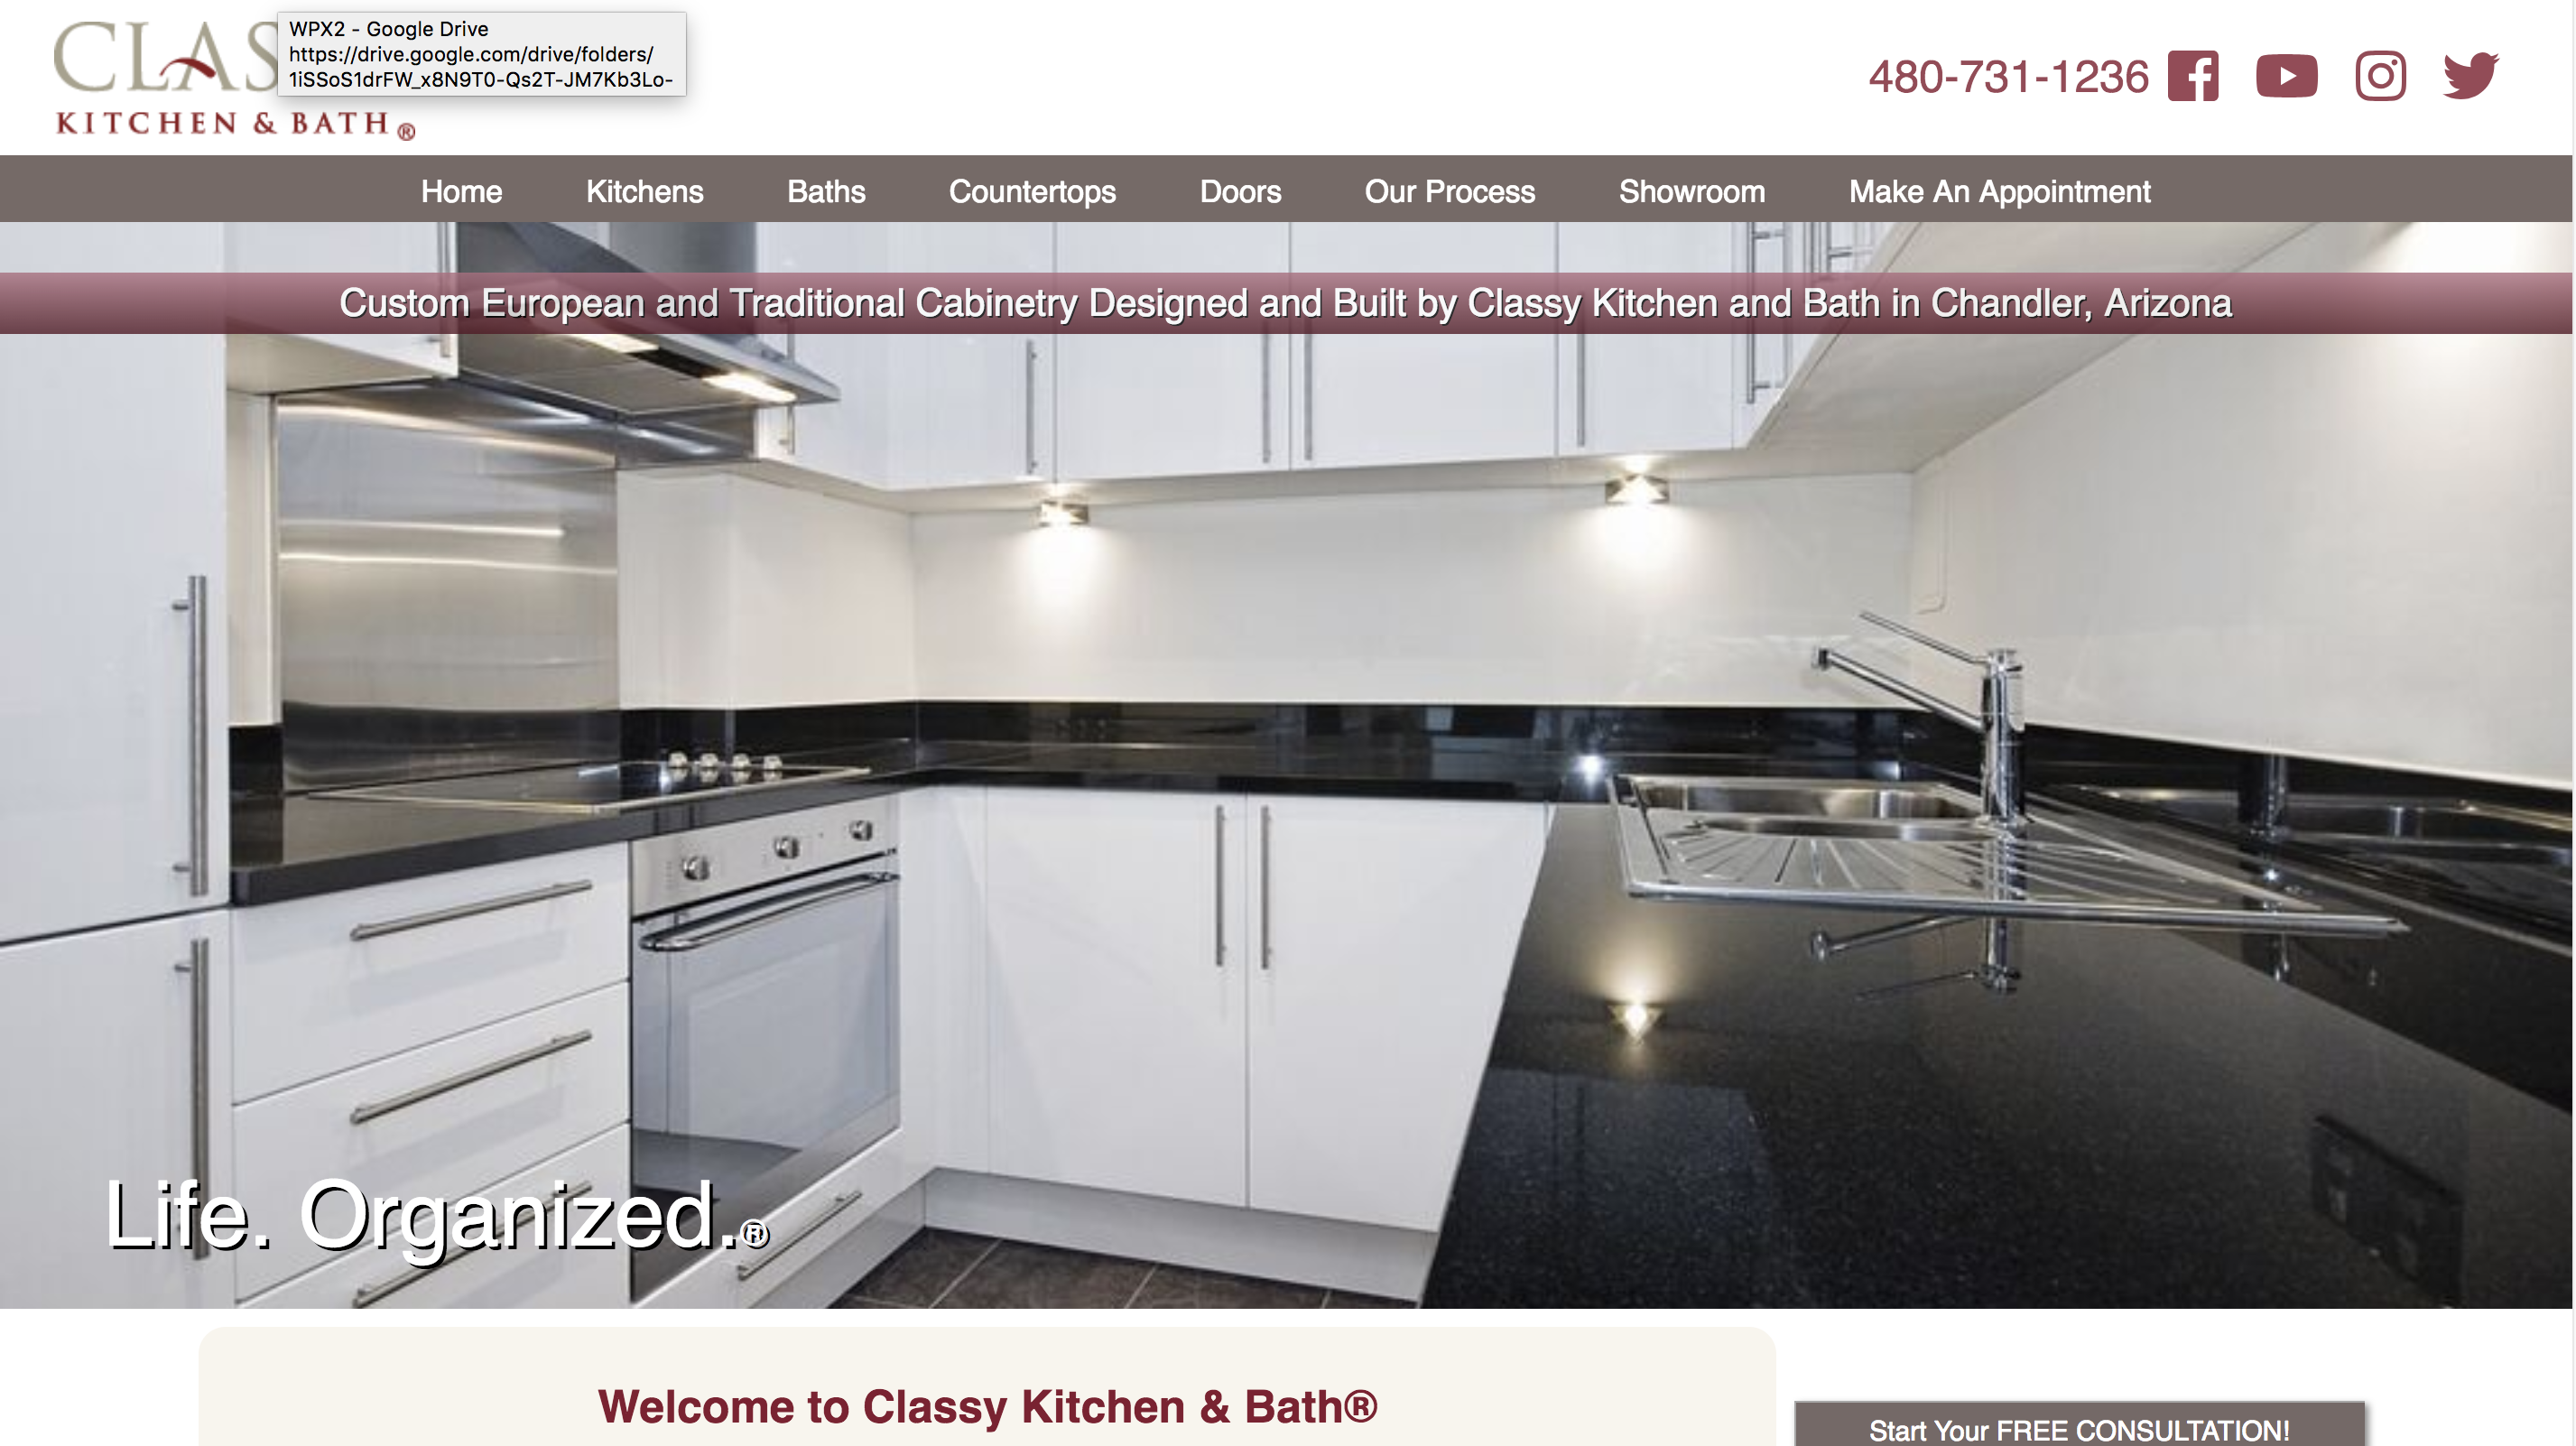 CLAS
KITCHEN & BATH ®
WPX2 - Google Drive
https://drive.google.com/drive/folders/
1iSSoS1drFW_x8N9T0-Qs2T-JM7Kb3Lo-
480-731-1236
Home Kitchens Baths Countertops Doors Our Process Showroom Make An Appointment
Custom European and Traditional Cabinetry Designed and Built by Classy Kitchen and Bath in Chandler, Arizona
Life. Organized.®
Welcome to Classy Kitchen & Bath®
Start Your FREE CONSULTATION!